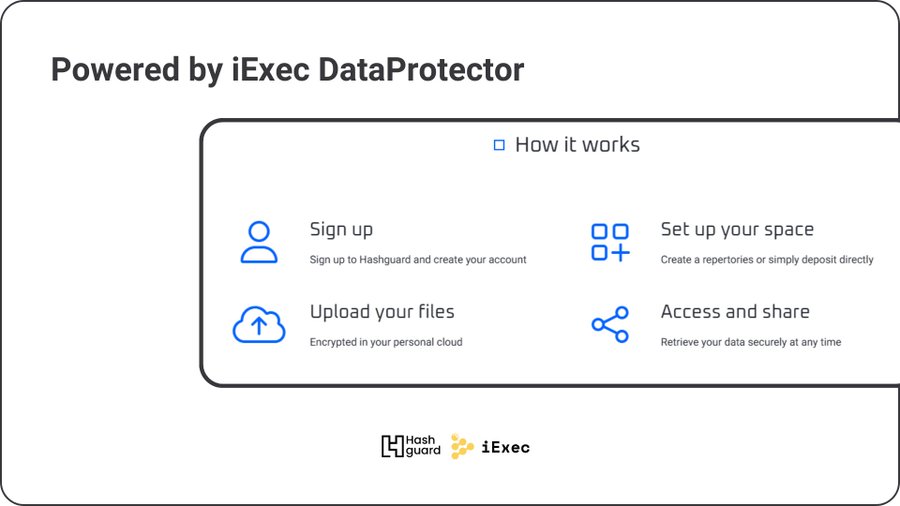 Powered by iExec DataProtector
How it works
Sign up
Sign up to Hashguard and create your account
Set up your space
Create a repertories or simply deposit directly
Upload your files
Encrypted in your personal cloud
Access and share
Retrieve your data securely at any time
Hash
guard
iExec